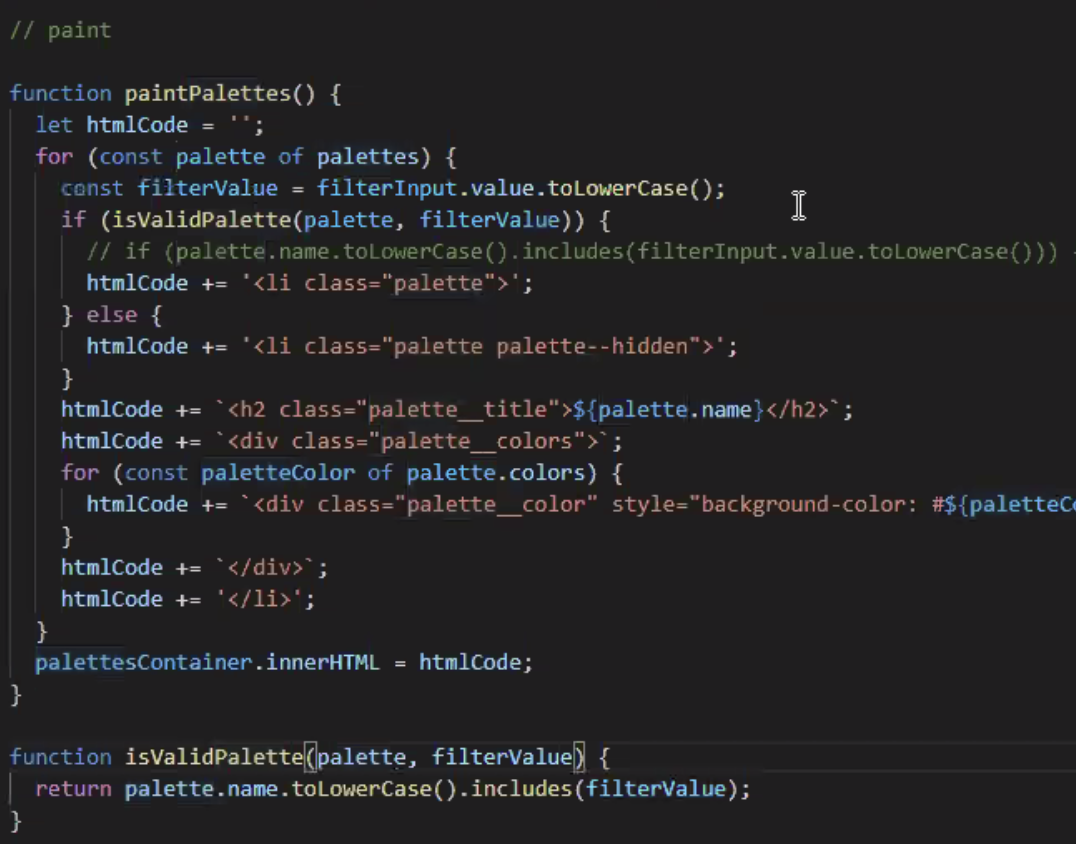 // paint
function paintPalettes() {
let htmlCode = '';
for (const palette of palettes) {
const filterValue = filterInput.value.toLowerCase();
if (isValidPalette(palette, filterValue)) {
// if (palette.name.toLowerCase().includes(filterInput.value.toLowerCase()))
htmlCode += '<li class="palette">';
} else {
htmlCode += '<li class="palette palette--hidden">';
}
htmlCode += `<h2 class="palette__title">${palette.name}</h2>`;
htmlCode += `<div class="palette__colors">`;
for (const paletteColor of palette.colors) {
htmlCode += `<div class="palette__color" style="background-color: #${paletteCo
}
htmlCode += `</div>`;
htmlCode += '</li>';
}
palettesContainer.innerHTML = htmlCode;
}
function isValidPalette(palette, filterValue) {
return palette.name.toLowerCase().includes(filterValue);
}